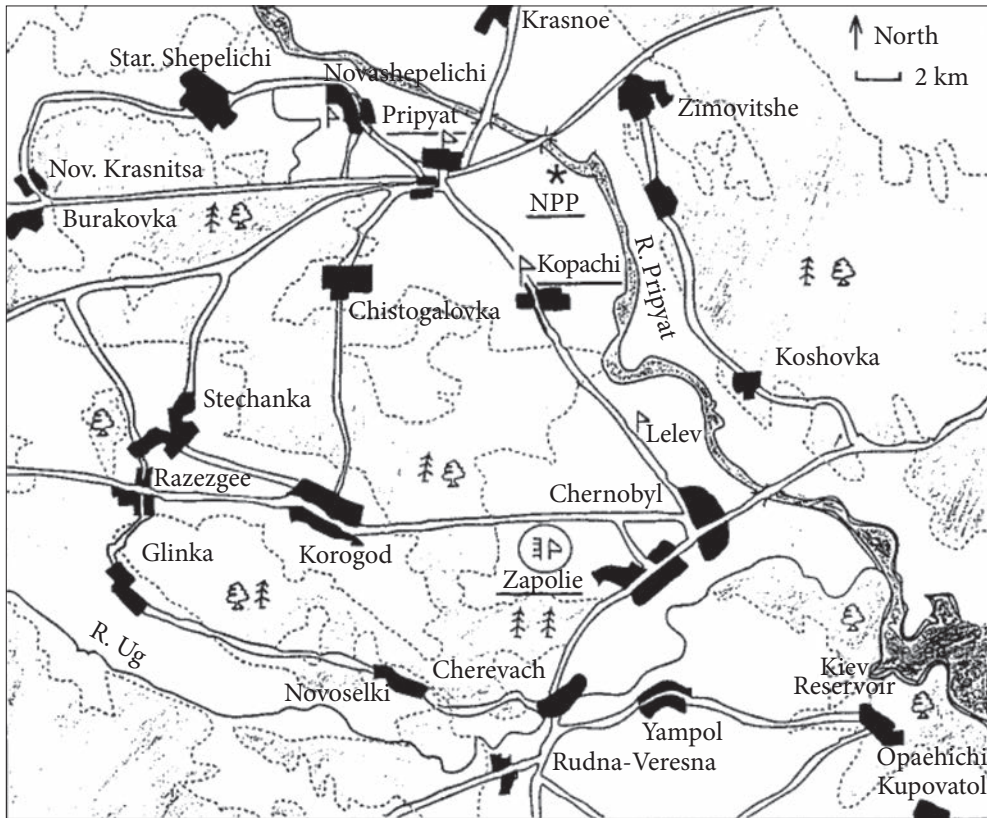 Krasnoe
North
2 km
Star. Shepelichi
Novashepelichi
Pripyat
Zimovitshe
Nov. Krasnitsa
Burakovka
NPP
R. Pripyat
Kopachi
Chistogalovka
Koshovka
Stechanka
Lelev
Razezgee
Chernobyl
Glinka
Korogod
Zapolie
R. Ug
Cherevach
Novoselki
Kiev
Reservoir
Yampol
Rudna-Veresna
Opaehichi
Kupovatol